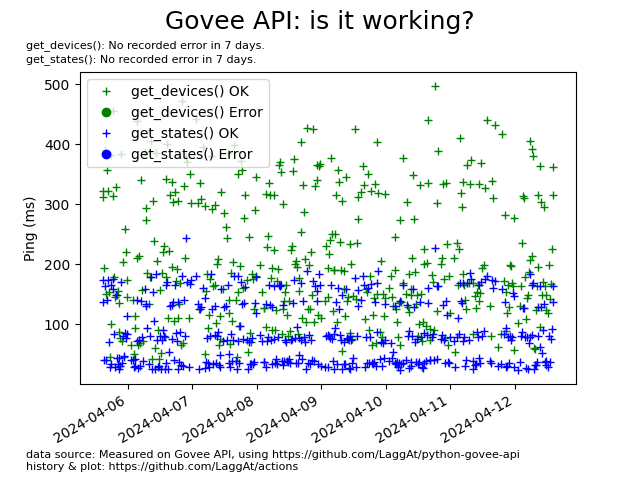 Govee API: is it working?
get_devices(): No recorded error in 7 days.
get_states(): No recorded error in 7 days.
get_devices() OK
get_devices() Error
get_states() OK
get_states() Error
500
400
300
200
100
Ping (ms)
2024-04-06
2024-04-07
2024-04-08
2024-04-09
2024-04-10
2024-04-11
2024-04-12
data source: Measured on Govee API, using https://github.com/LaggAt/python-govee-api
history & plot: https://github.com/LaggAt/actions